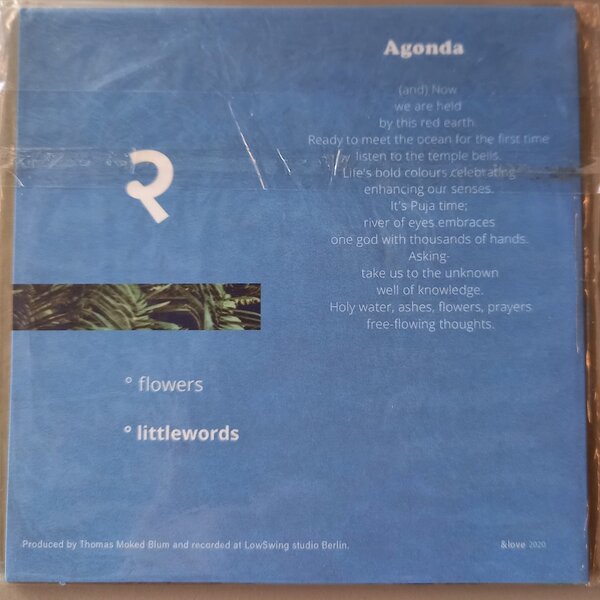 Agonda
(and) Now
we are held
by this red earth.
Ready to meet the ocean for the first time
listen to the temple bells.
Life's bold colours celebrating
enhancing our senses.
It's Puja time;
river of eyes embraces
one god with thousands of hands.
Asking-
take us to the unknown
well of knowledge.
Holy water, ashes, flowers, prayers
free-flowing thoughts.
° flowers
° littlewords
Produced by Thomas Moked Blum and recorded at LowSwing studio Berlin.
&love 2020